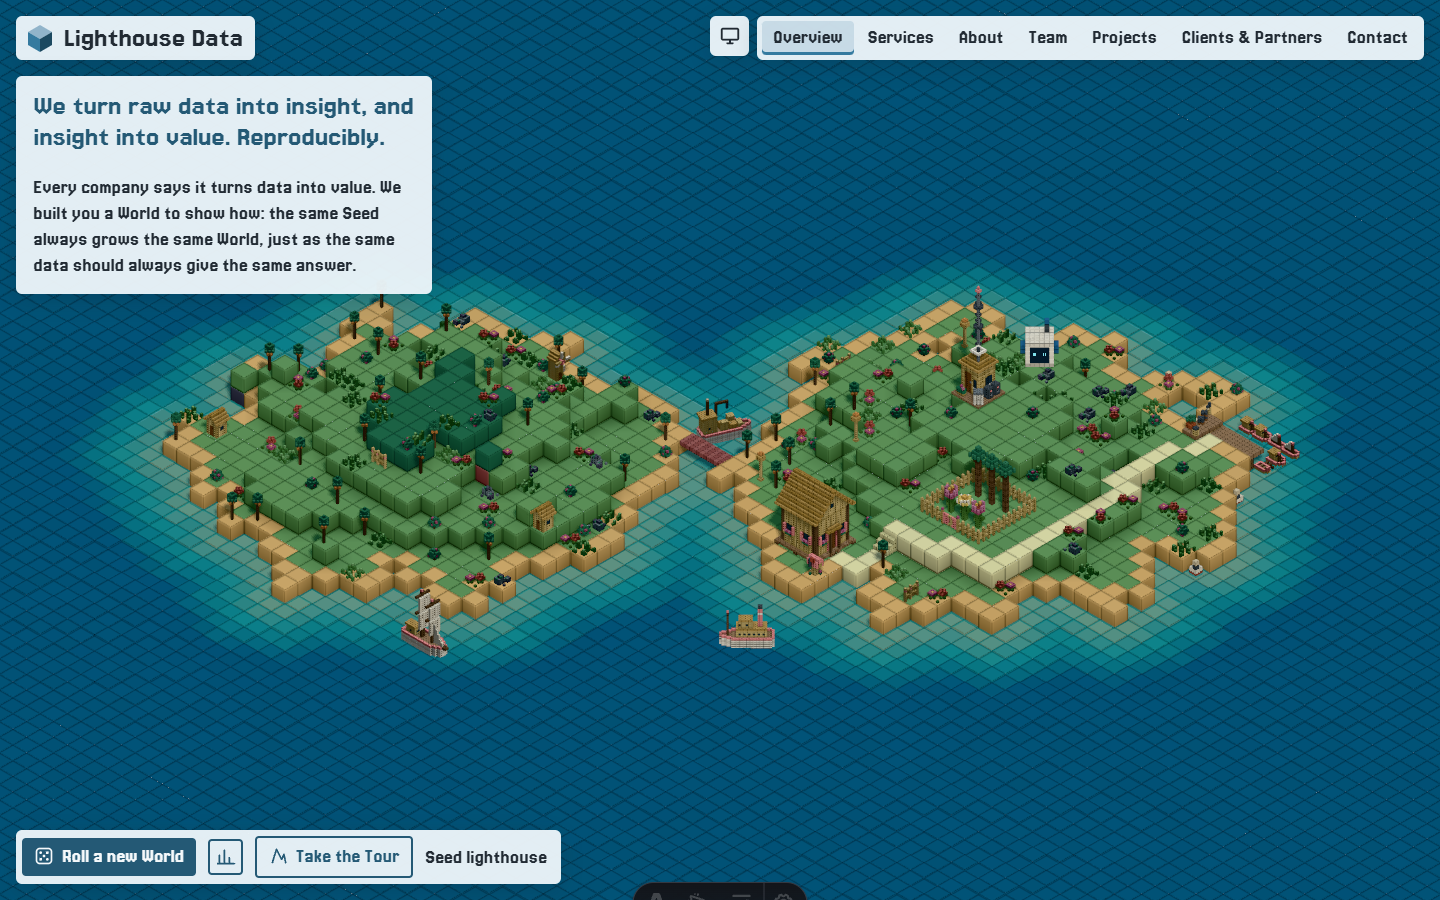 Lighthouse Data
Overview
Services
About
Team
Projects
Clients & Partners
Contact
We turn raw data into insight, and
insight into value. Reproducibly.
Every company says it turns data into value. We
built you a World to show how: the same Seed
always grows the same World, just as the same
data should always give the same answer.
Roll a new World
Take the Tour
Seed lighthouse